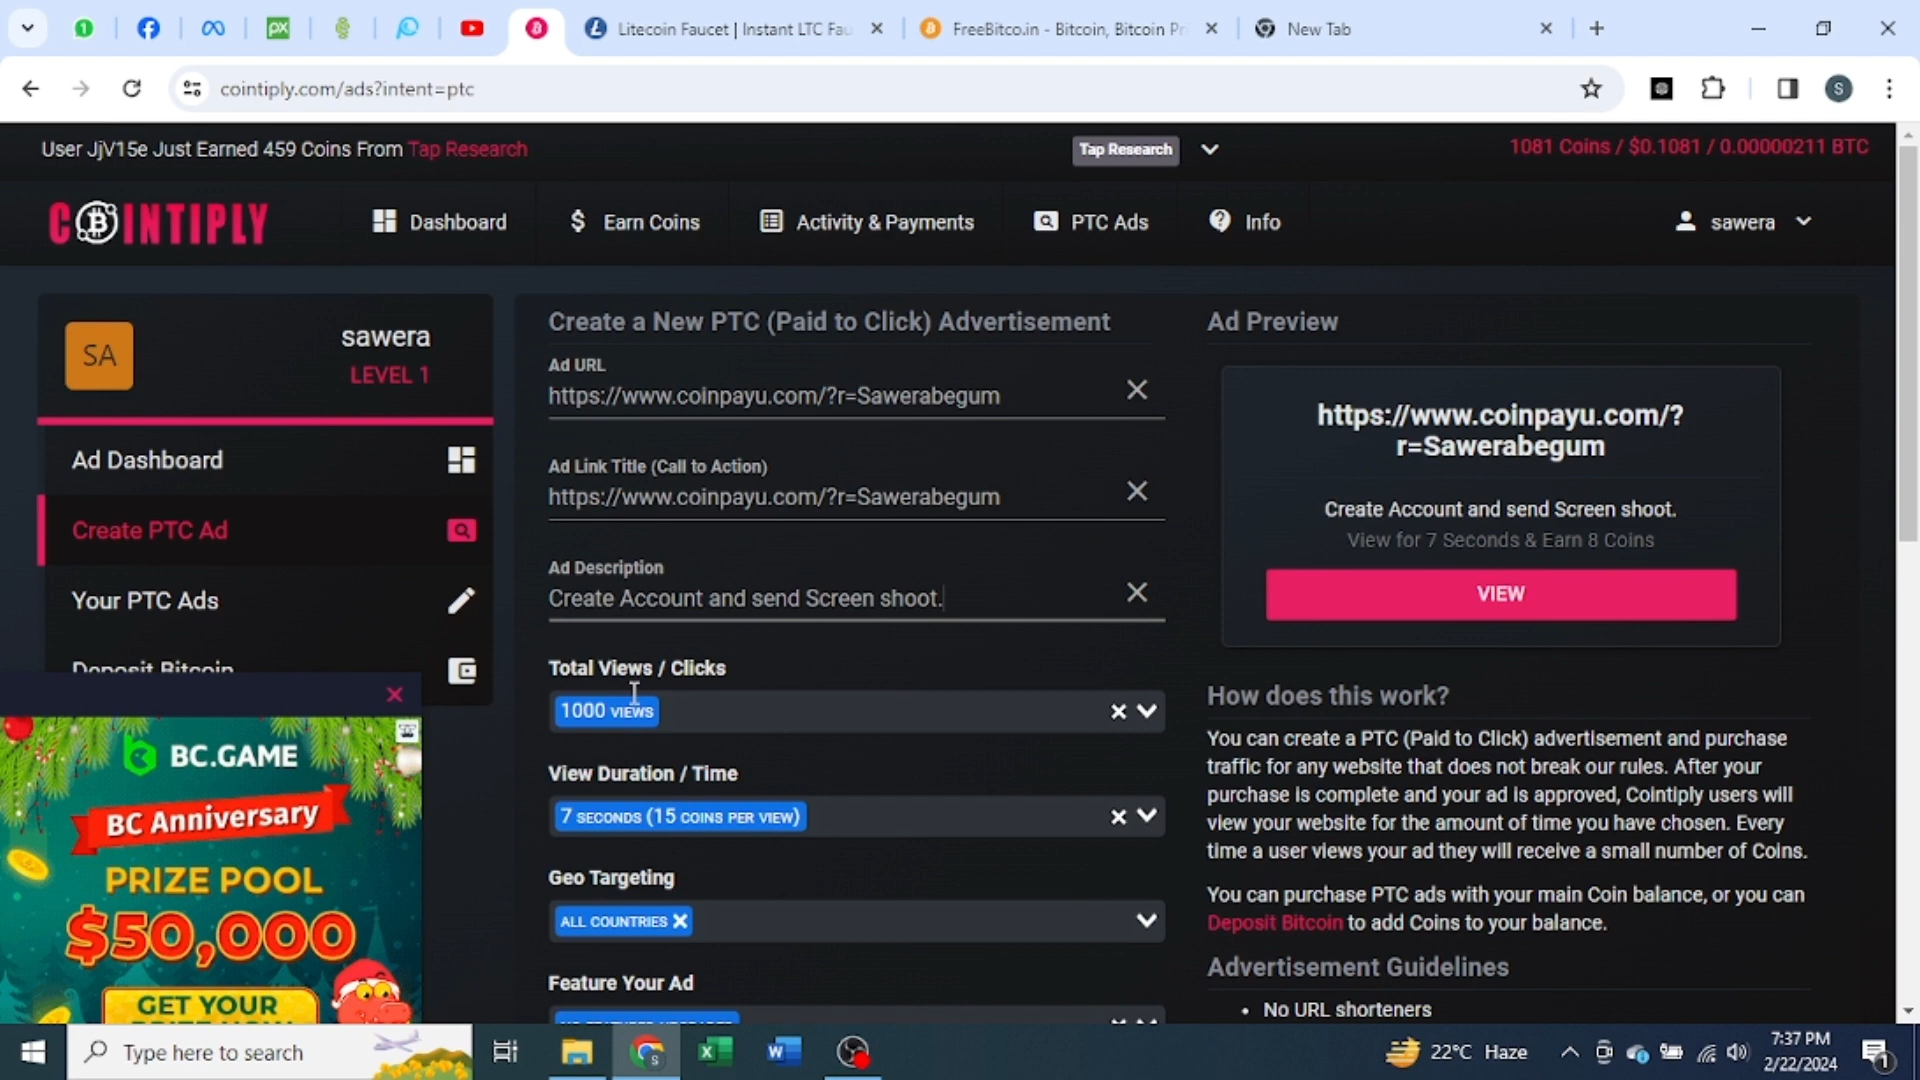 Litecoin Faucet | Instant LTC Fau
FreeBitco.in - Bitcoin, Bitcoin Pr
New Tab
cointiply.com/ads?intent=ptc
S
User JjV15e Just Earned 459 Coins From Tap Research
Tap Research
1081 Coins / $0.1081 / 0.00000211 BTC
COINTIPLY
Dashboard
Earn Coins
Activity & Payments
PTC Ads
Info
sawera
SA
sawera
LEVEL 1
Ad Dashboard
Create PTC Ad
Your PTC Ads
Deposit Bitcoin
BC.GAME
BC Anniversary
PRIZE POOL
$50,000
GET YOUR
PRIZE NOW
Create a New PTC (Paid to Click) Advertisement
Ad URL
https://www.coinpayu.com/?r=Sawerabegum
Ad Link Title (Call to Action)
https://www.coinpayu.com/?r=Sawerabegum
Ad Description
Create Account and send Screen shoot.
Total Views / Clicks
1000 VIEWS
View Duration / Time
7 SECONDS (15 COINS PER VIEW)
Geo Targeting
ALL COUNTRIES
Feature Your Ad
Ad Preview
https://www.coinpayu.com/?
r=Sawerabegum
Create Account and send Screen shoot.
View for 7 Seconds & Earn 8 Coins
VIEW
How does this work?
You can create a PTC (Paid to Click) advertisement and purchase
traffic for any website that does not break our rules. After your
purchase is complete and your ad is approved, Cointiply users will
view your website for the amount of time you have chosen. Every
time a user views your ad they will receive a small number of Coins.
You can purchase PTC ads with your main Coin balance, or you can
Deposit Bitcoin to add Coins to your balance.
Advertisement Guidelines
• No URL shorteners
Type here to search
22°C Haze
7:37 PM
2/22/2024
1